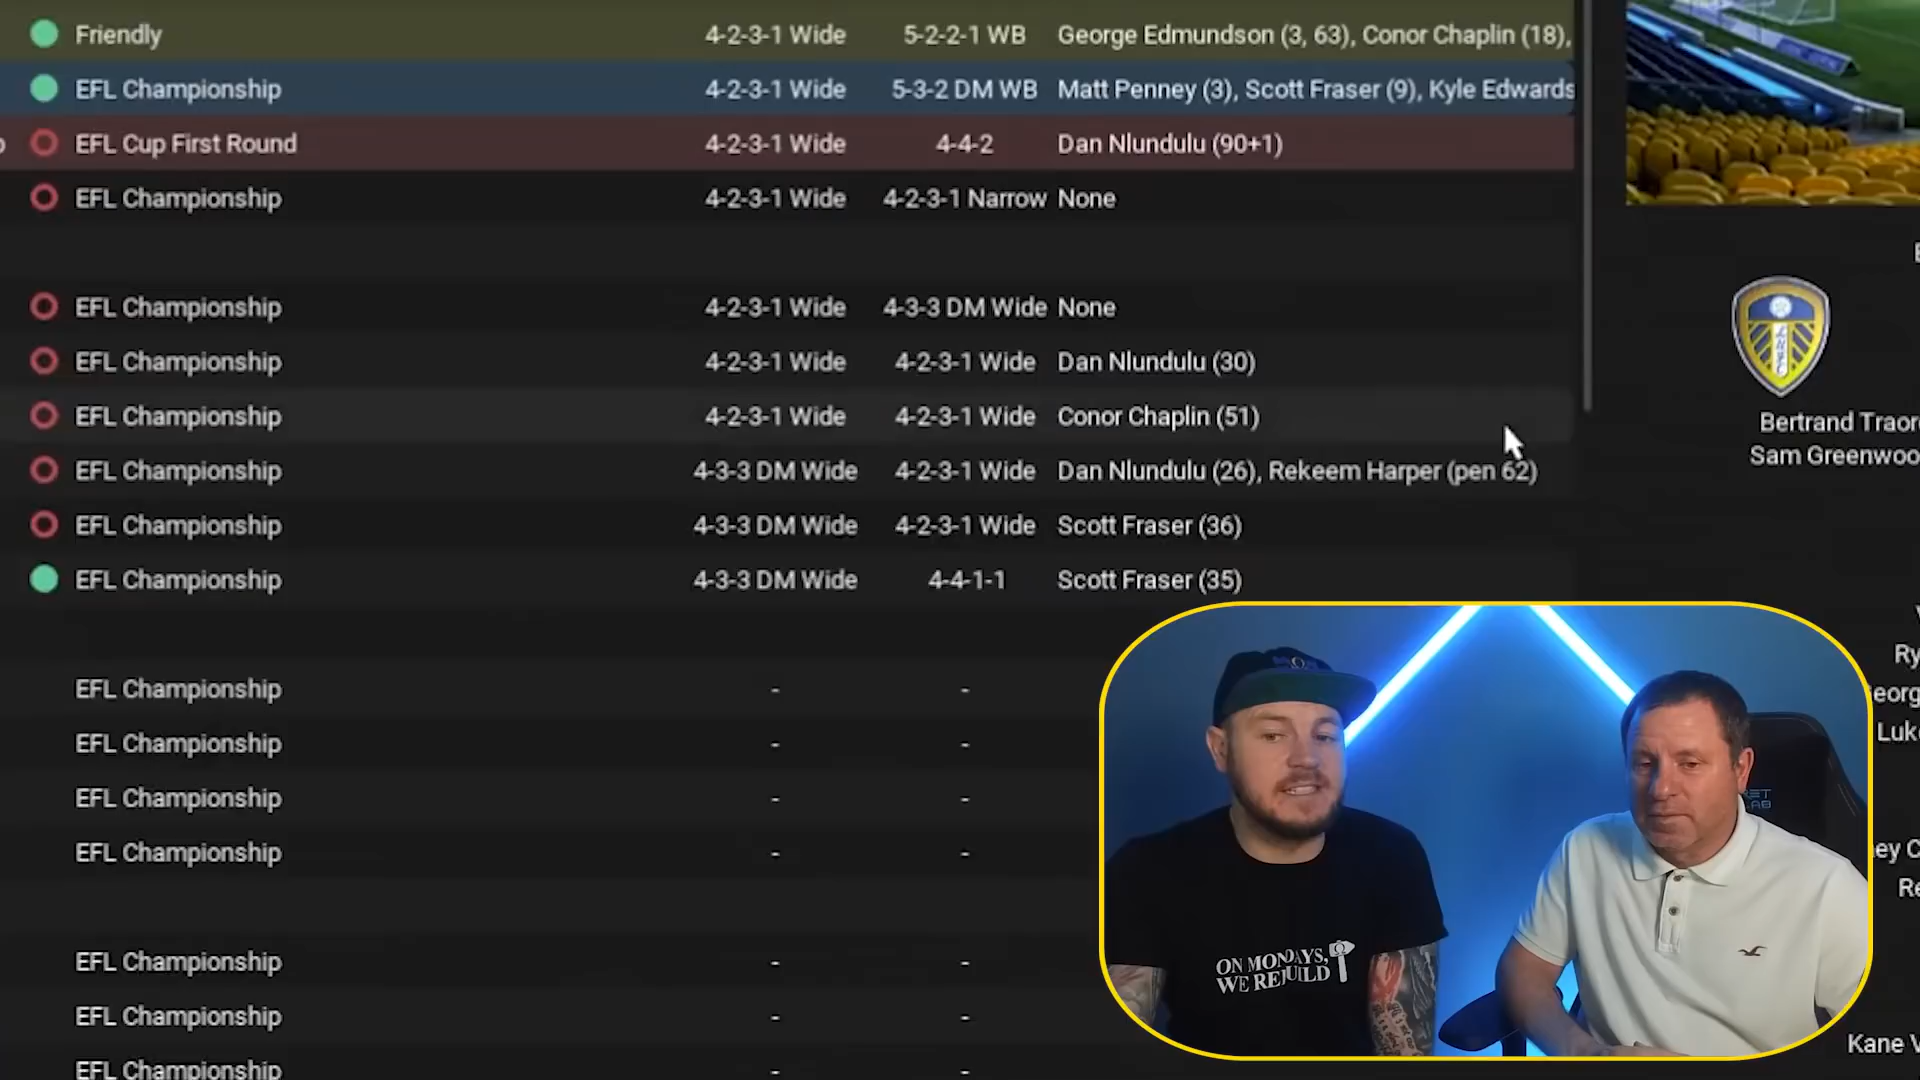 Friendly 4-2-3-1 Wide 5-2-2-1 WB George Edmundson (3, 63), Conor Chaplin (18),
EFL Championship 4-2-3-1 Wide 5-3-2 DM WB Matt Penney (3), Scott Fraser (9), Kyle Edwards
EFL Cup First Round 4-2-3-1 Wide 4-4-2 Dan Nlundulu (90+1)
EFL Championship 4-2-3-1 Wide 4-2-3-1 Narrow None
EFL Championship 4-2-3-1 Wide 4-3-3 DM Wide None
EFL Championship 4-2-3-1 Wide 4-2-3-1 Wide Dan Nlundulu (30)
EFL Championship 4-2-3-1 Wide 4-2-3-1 Wide Conor Chaplin (51)
EFL Championship 4-3-3 DM Wide 4-2-3-1 Wide Dan Nlundulu (26), Rekeem Harper (pen 62)
EFL Championship 4-3-3 DM Wide 4-2-3-1 Wide Scott Fraser (36)
EFL Championship 4-3-3 DM Wide 4-4-1-1 Scott Fraser (35)
EFL Championship - -
EFL Championship - -
EFL Championship - -
EFL Championship - -
EFL Championship - -
EFL Championship - -
EFL Championship - -
Bertrand Traor
Sam Greenwoo
Ry
eorg
Luk
ey C
Re
Kane V
ON MONDAYS,
WE REBUILD